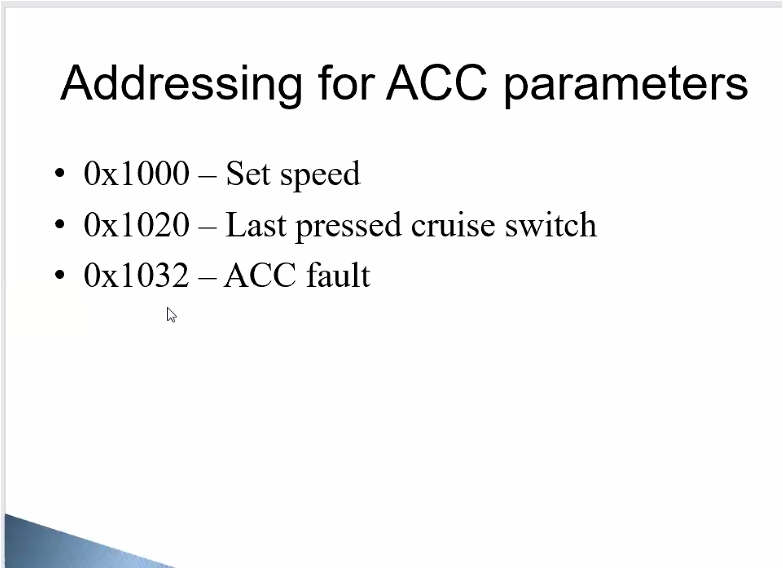 Addressing for ACC parameters
• 0x1000 – Set speed
• 0x1020 – Last pressed cruise switch
• 0x1032 – ACC fault